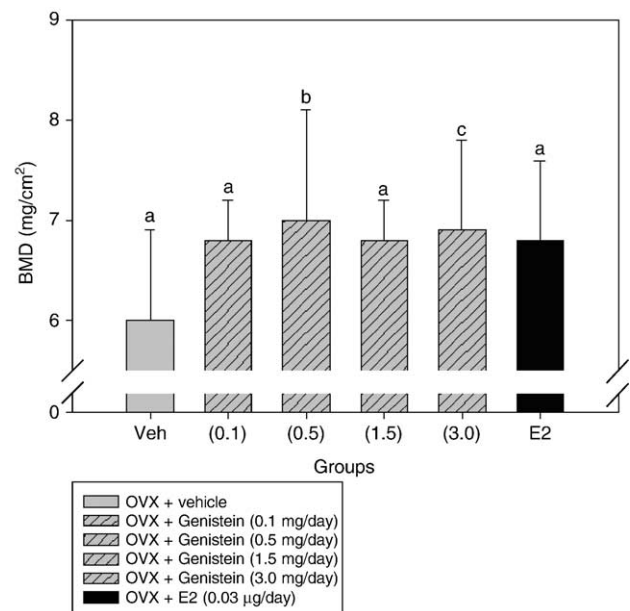 9
8
7
6
0
BMD (mg/cm²)
a
a
b
a
c
a
Veh
(0.1)
(0.5)
(1.5)
(3.0)
E2
Groups
OVX + vehicle
OVX + Genistein (0.1 mg/day)
OVX + Genistein (0.5 mg/day)
OVX + Genistein (1.5 mg/day)
OVX + Genistein (3.0 mg/day)
OVX + E2 (0.03 μg/day)